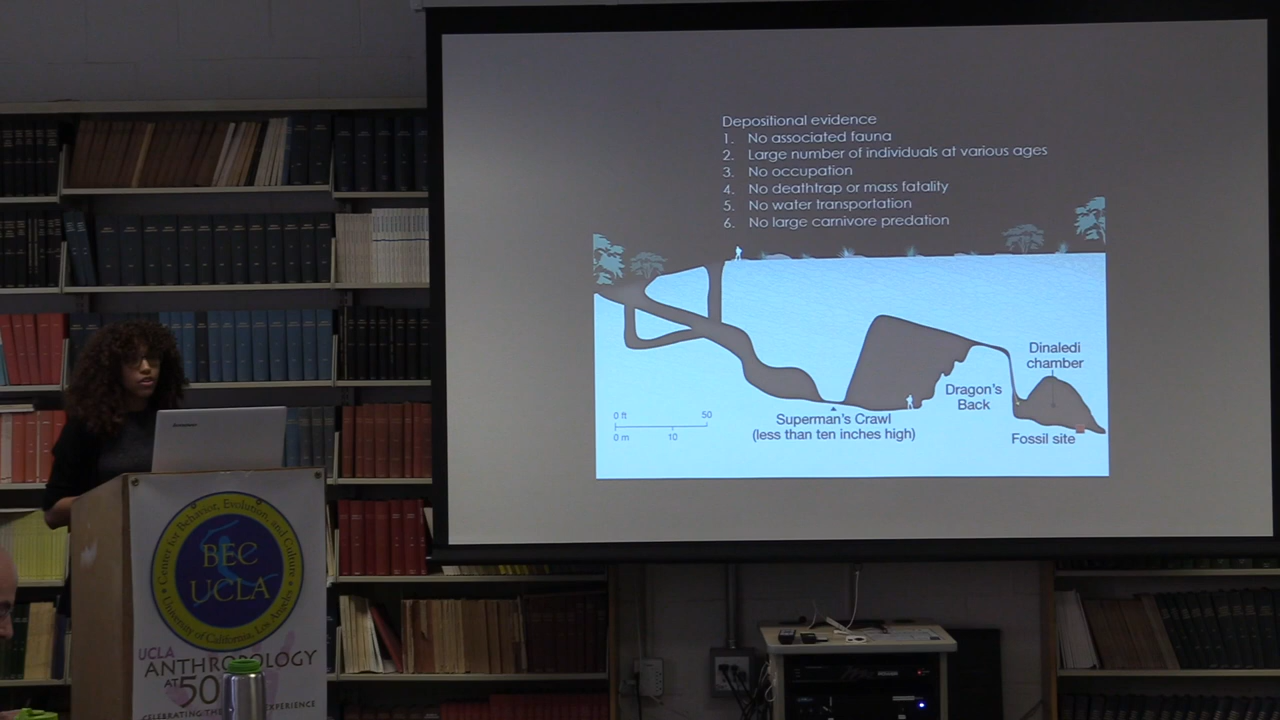 Depositional evidence
1. No associated fauna
2. Large number of individuals at various ages
3. No occupation
4. No deathtrap or mass fatality
5. No water transportation
6. No large carnivore predation
Dinaledi
chamber
Dragon's
Back
Superman's Crawl
(less than ten inches high)
Fossil site
0 ft 50
0 m 10
Center for Behavior, Evolution, and Culture
BEC
UCLA
University of California, Los Angeles
UCLA
ANTHROPOLOGY
AT 50